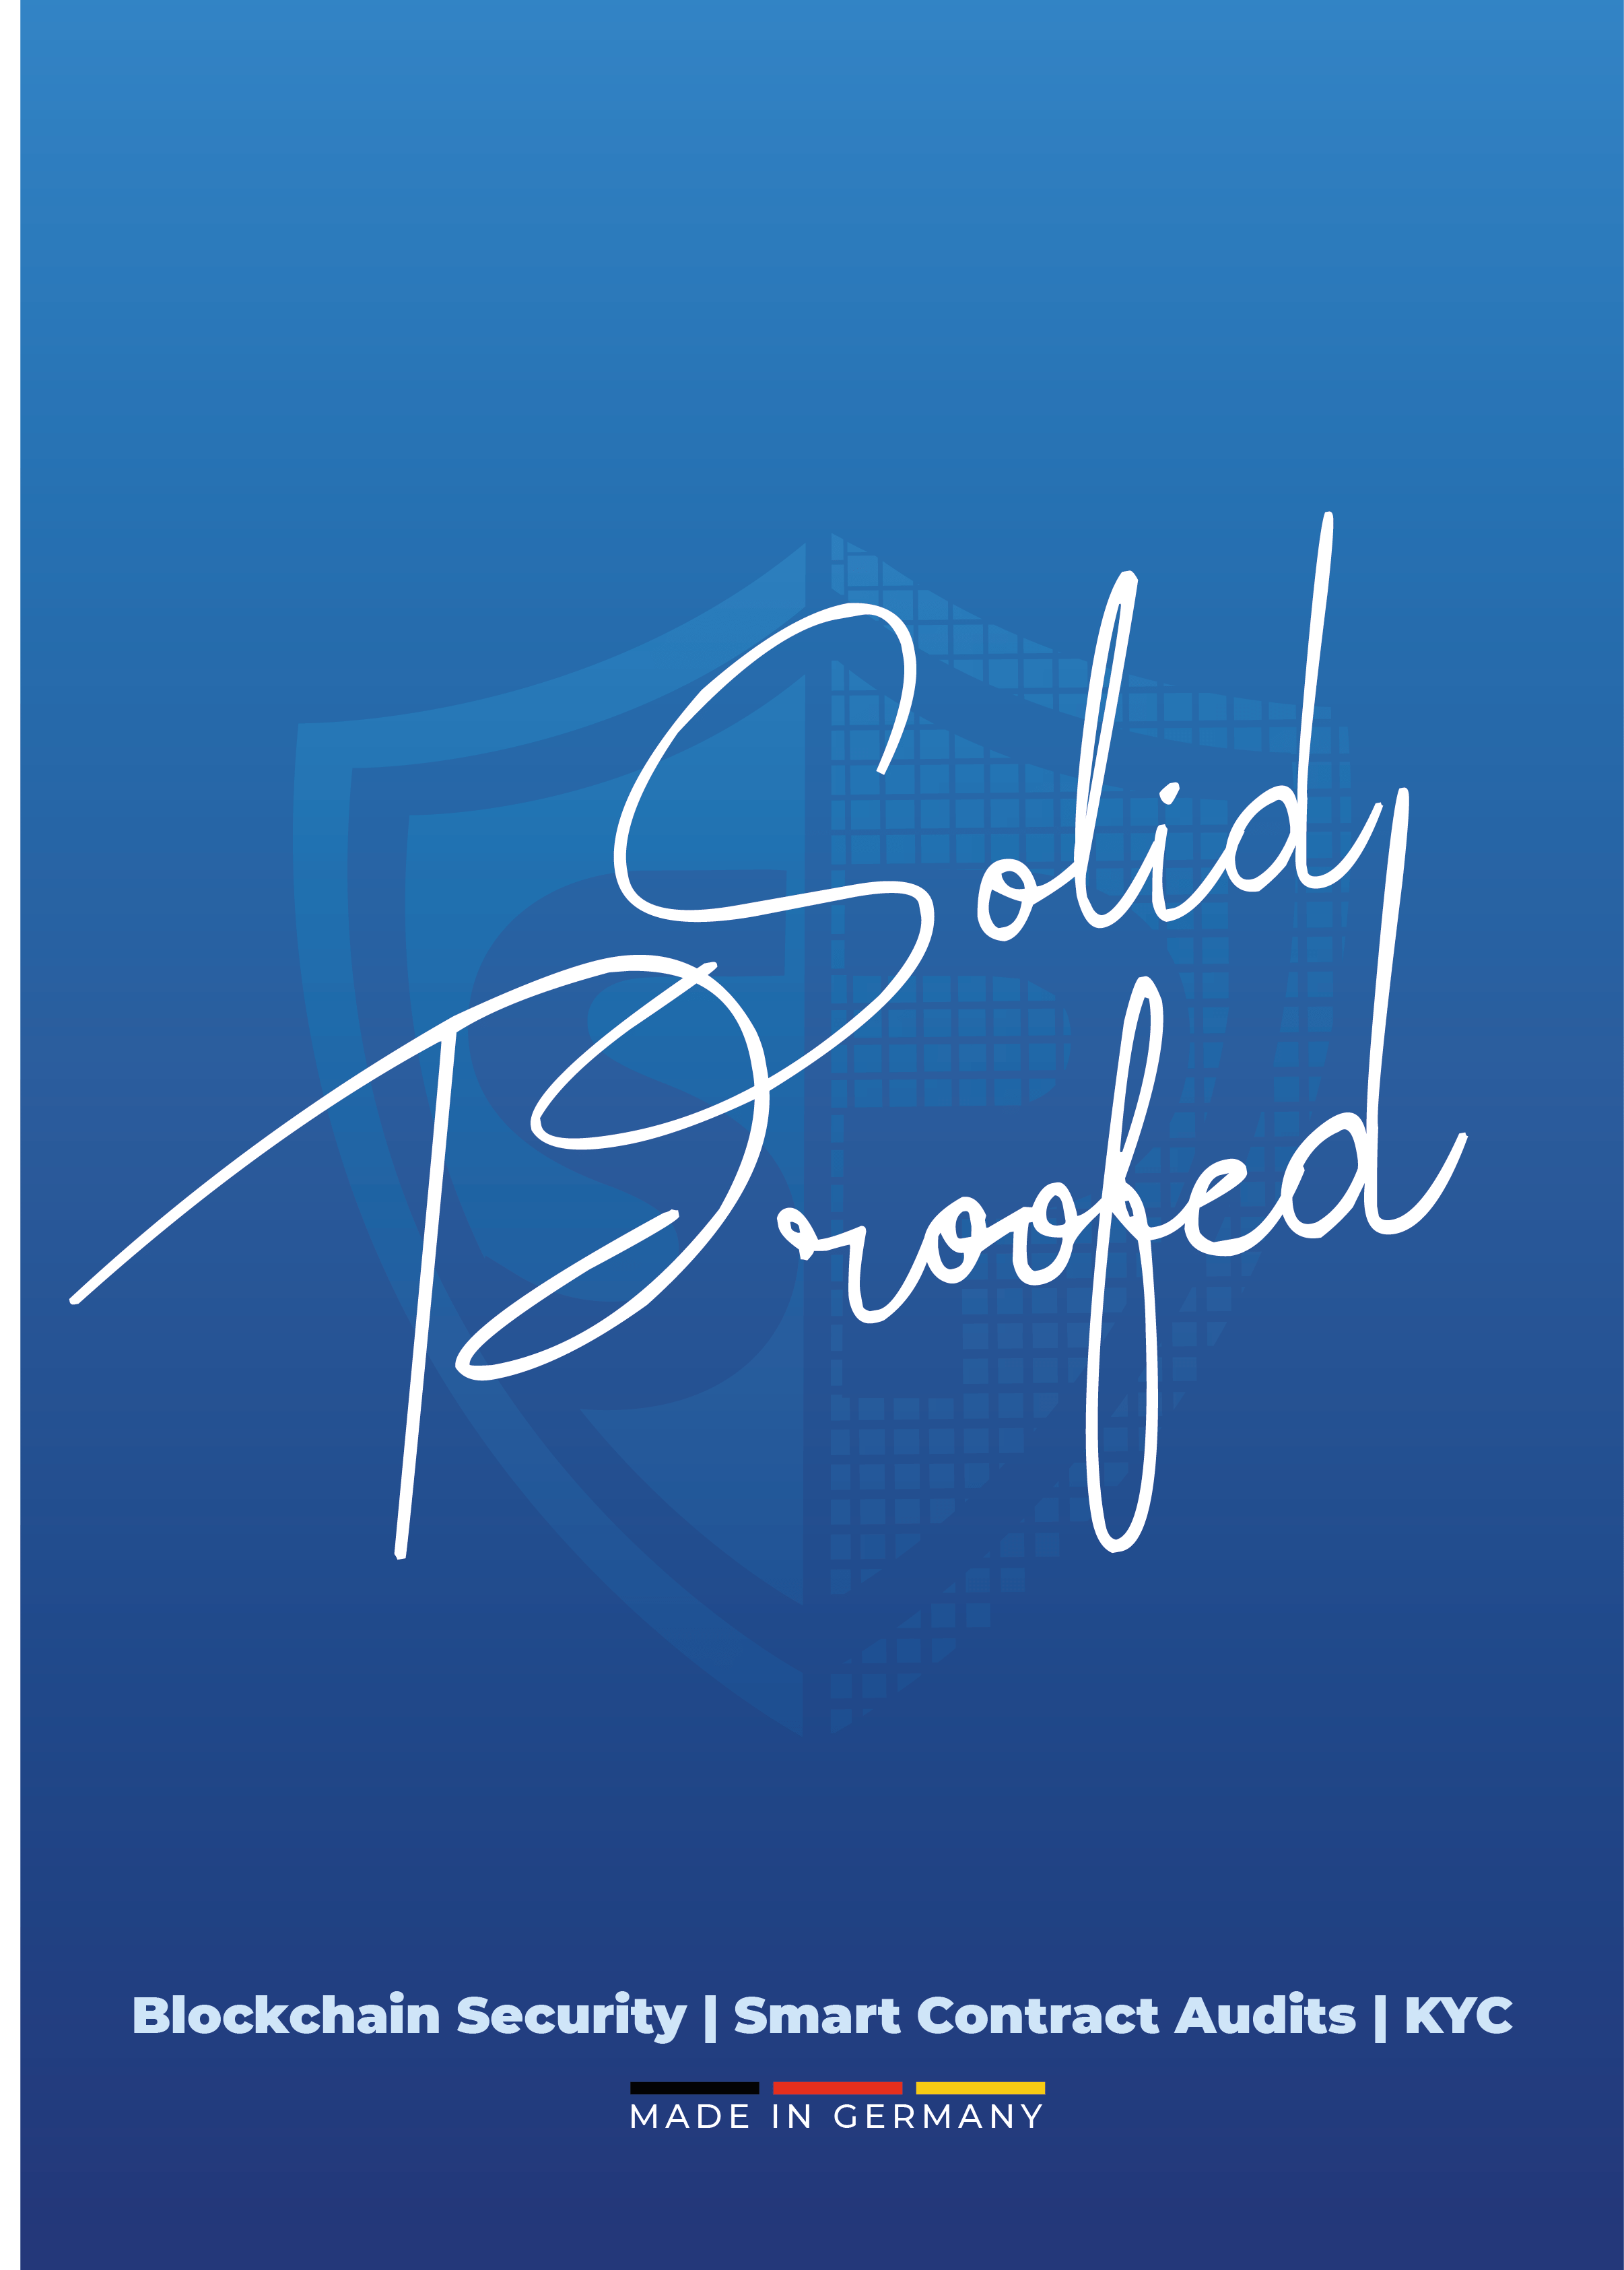 Solid
Proofed
Blockchain Security | Smart Contract Audits | KYC
MADE IN GERMANY